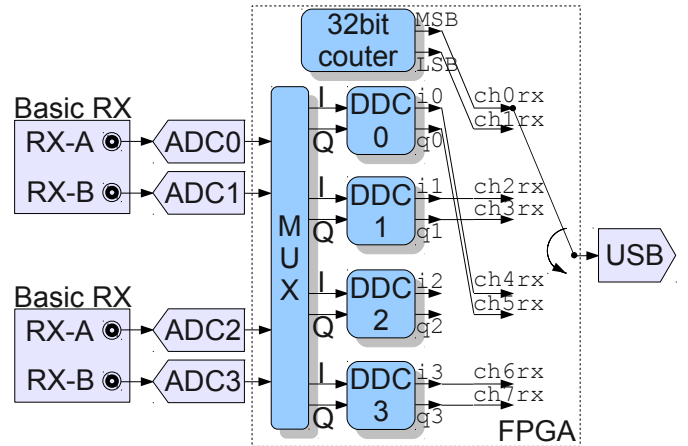 32bit
couter
MSB
LSB
Basic RX
RX-A
RX-B
ADC0
ADC1
Basic RX
RX-A
RX-B
ADC2
ADC3
MUX
I
Q
DDC
0
i0
q0
I
Q
DDC
1
i1
q1
I
Q
DDC
2
i2
q2
I
Q
DDC
3
i3
q3
ch0rx
ch1rx
ch2rx
ch3rx
ch4rx
ch5rx
ch6rx
ch7rx
USB
FPGA